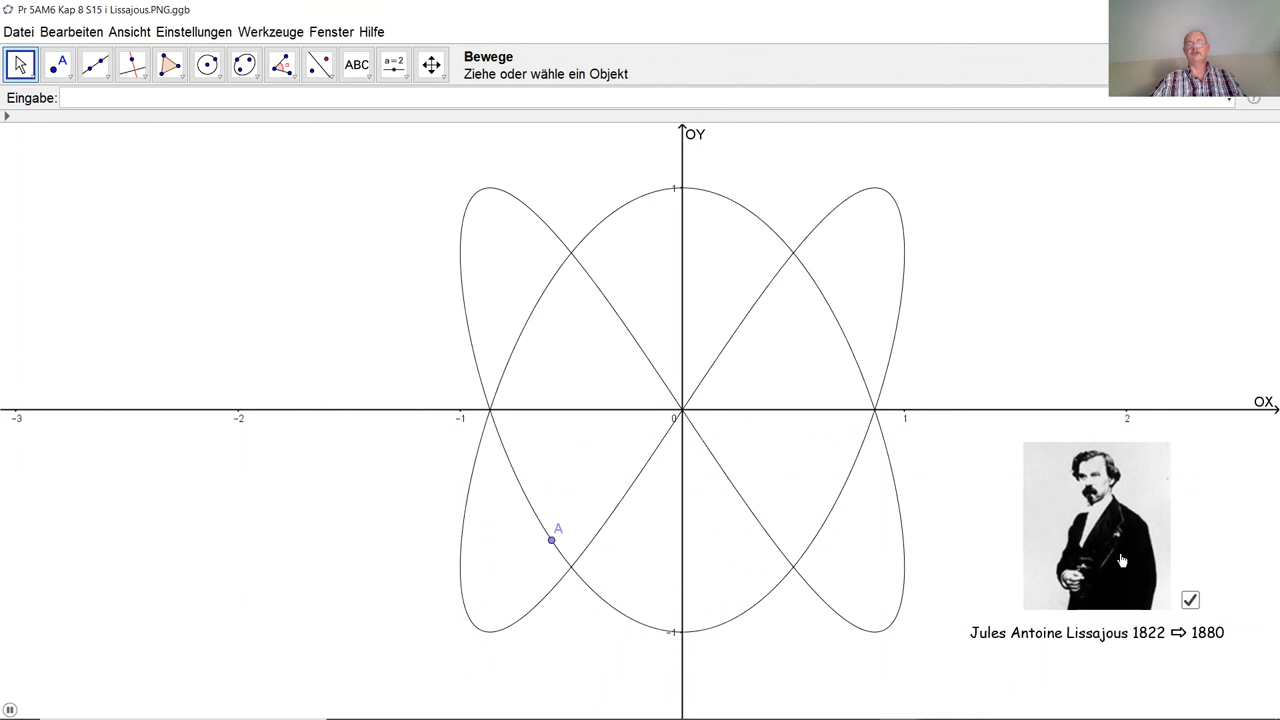 Pr 5AM6 Kap 8 S15 i Lissajous.PNG.ggb
Datei Bearbeiten Ansicht Einstellungen Werkzeuge Fenster Hilfe
A
ABC
a=2
Bewege
Ziehe oder wähle ein Objekt
Eingabe:
OY
1
-3 -2 -1 0 1 2
OX
A
-1
Jules Antoine Lissajous 1822 ⇨ 1880